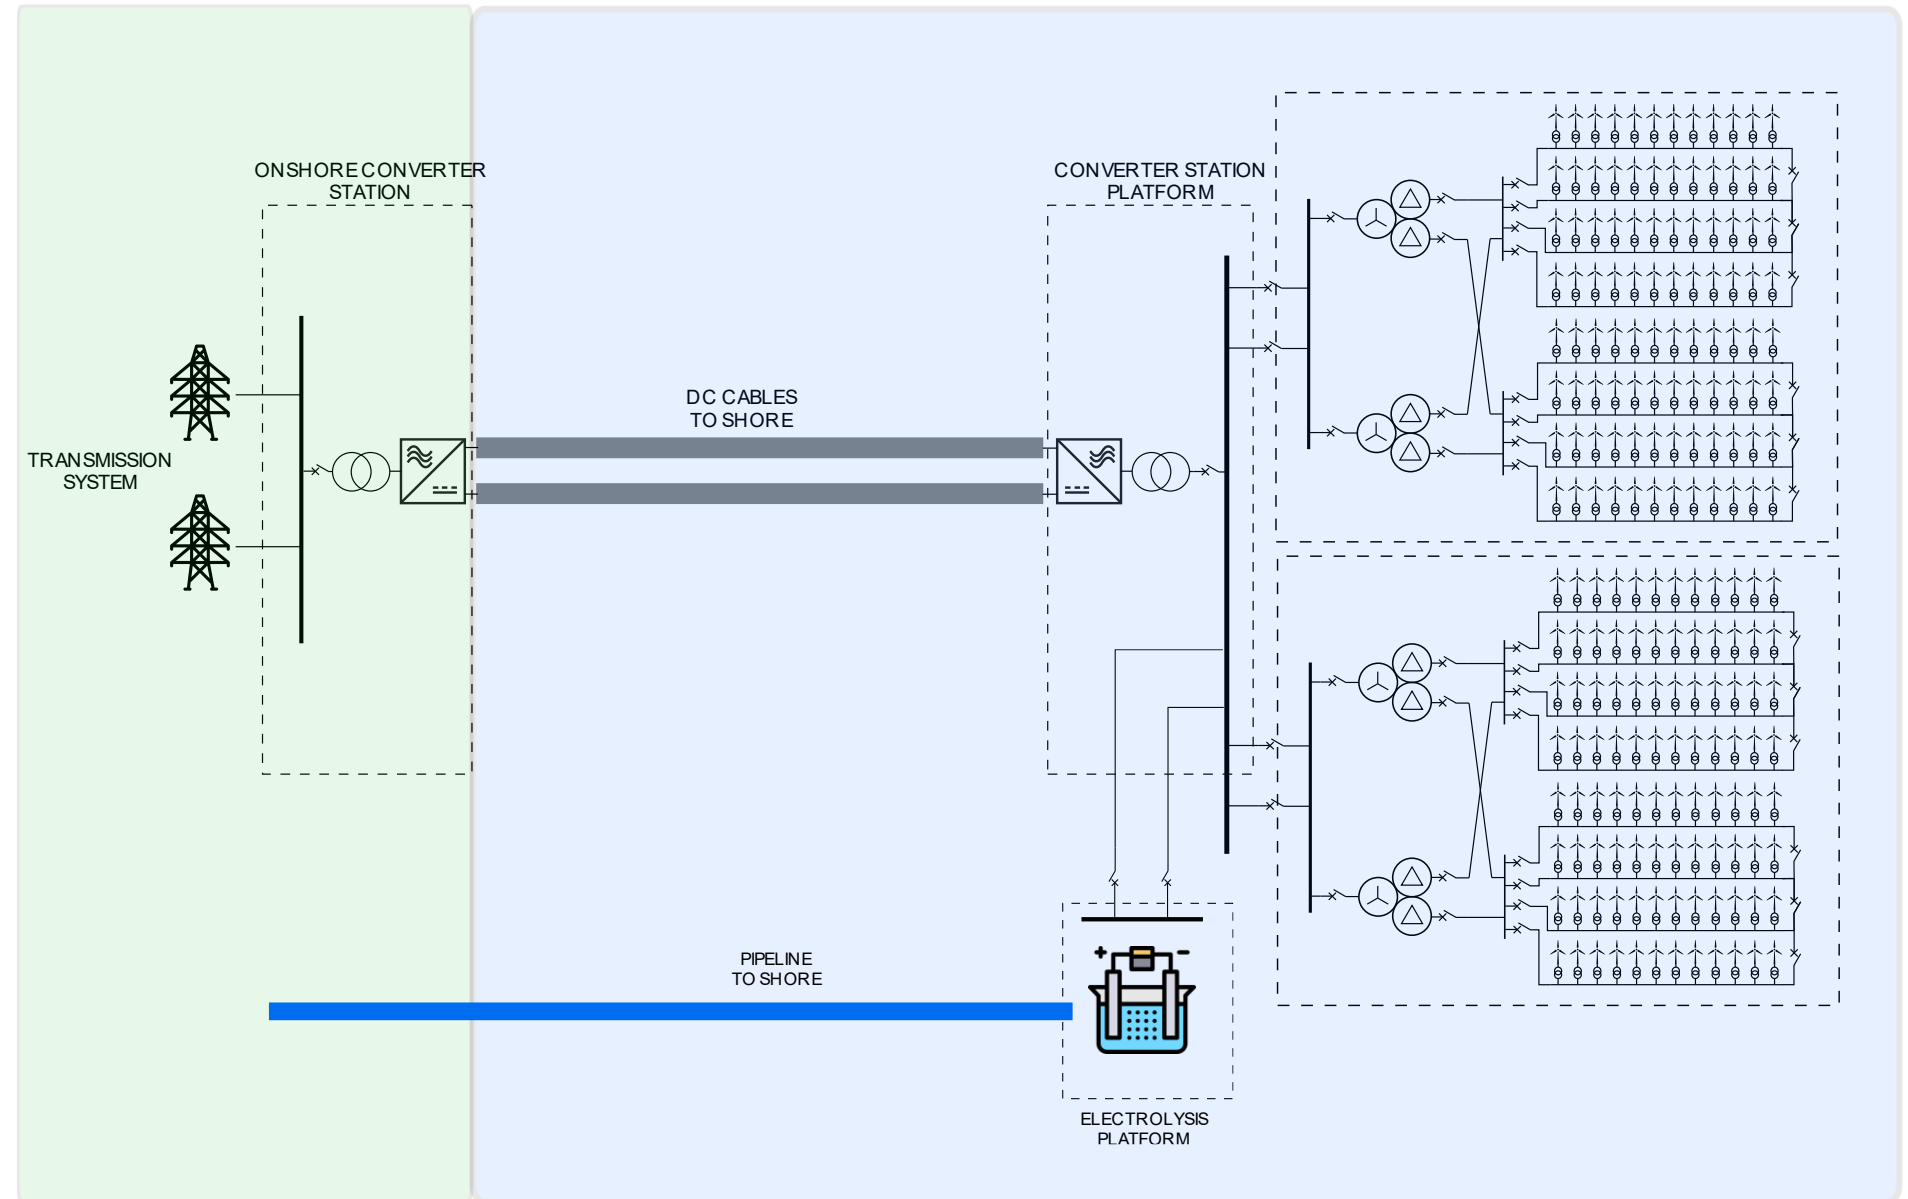 ONSHORE CONVERTER
STATION
CONVERTER STATION
PLATFORM
DC CABLES
TO SHORE
TRANSMISSION
SYSTEM
PIPELINE
TO SHORE
ELECTROLYSIS
PLATFORM